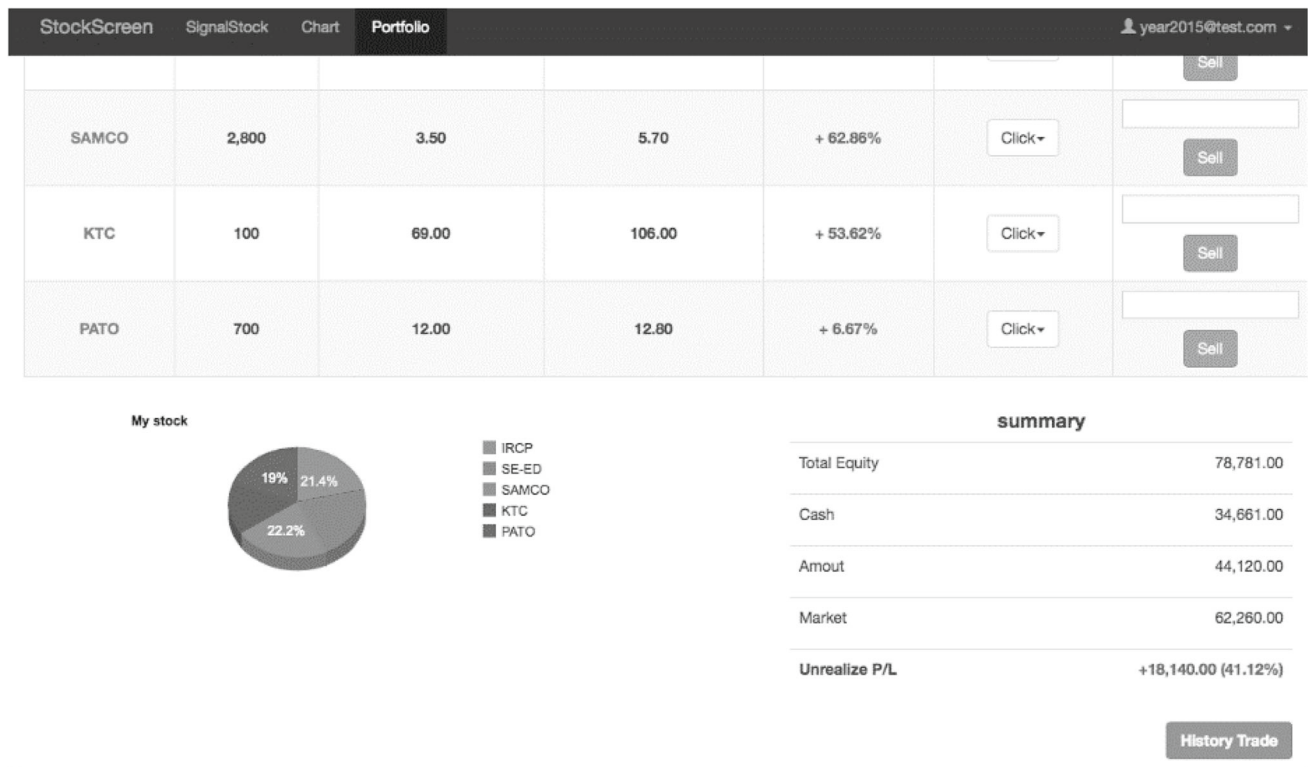 StockScreen SignalStock Chart Portfolio year2015@test.com
Sell
SAMCO 2,800 3.50 5.70 + 62.86% Click
Sell
KTC 100 69.00 106.00 + 53.62% Click
Sell
PATO 700 12.00 12.80 + 6.67% Click
Sell
My stock
19% 21.4%
22.2%
IRCP
SE-ED
SAMCO
KTC
PATO
summary
Total Equity 78,781.00
Cash 34,661.00
Amout 44,120.00
Market 62,260.00
Unrealize P/L +18,140.00 (41.12%)
History Trade